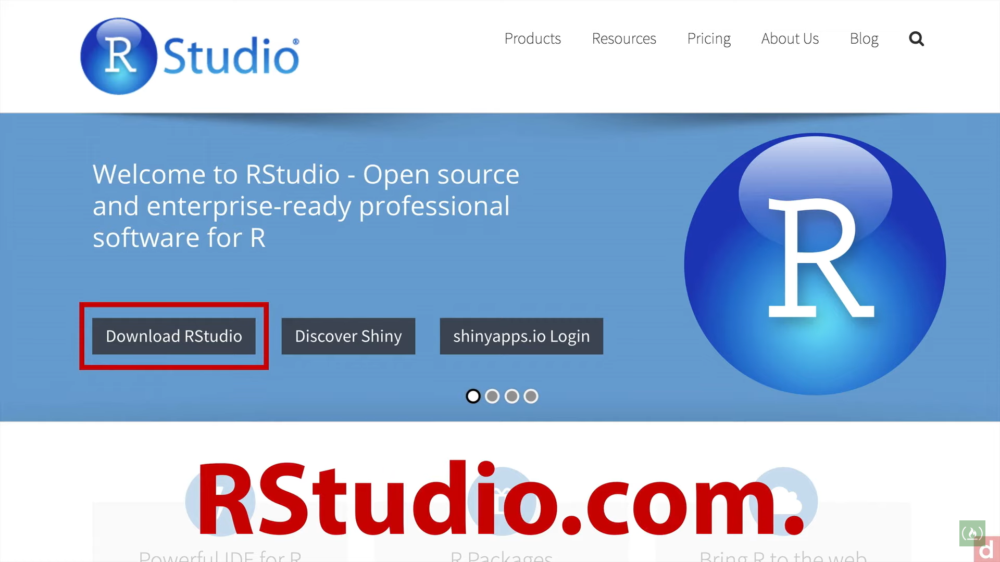 R Studio®
Products Resources Pricing About Us Blog
Welcome to RStudio - Open source
and enterprise-ready professional
software for R
R
Download RStudio Discover Shiny shinyapps.io Login
RStudio.com.
Powerful IDE for R R Packages Bring R to the web
d